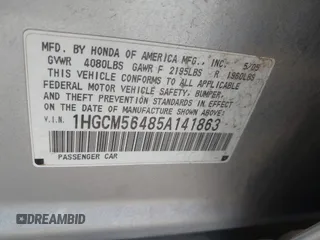 MFD. BY HONDA OF AMERICA MFG., INC. 5/05
GVWR 4080LBS GAWR F 2195LBS R 1960LBS
THIS VEHICLE CONFORMS TO ALL APPLICABLE
FEDERAL MOTOR VEHICLE SAFETY, BUMPER,
AND THEFT PREVENTION STANDARDS IN EFFECT
ON THE DATE OF MANUFACTURE SHOWN ABOVE.
V.I.N. 1HGCM56485A141863
PASSENGER CAR
DREAMBID